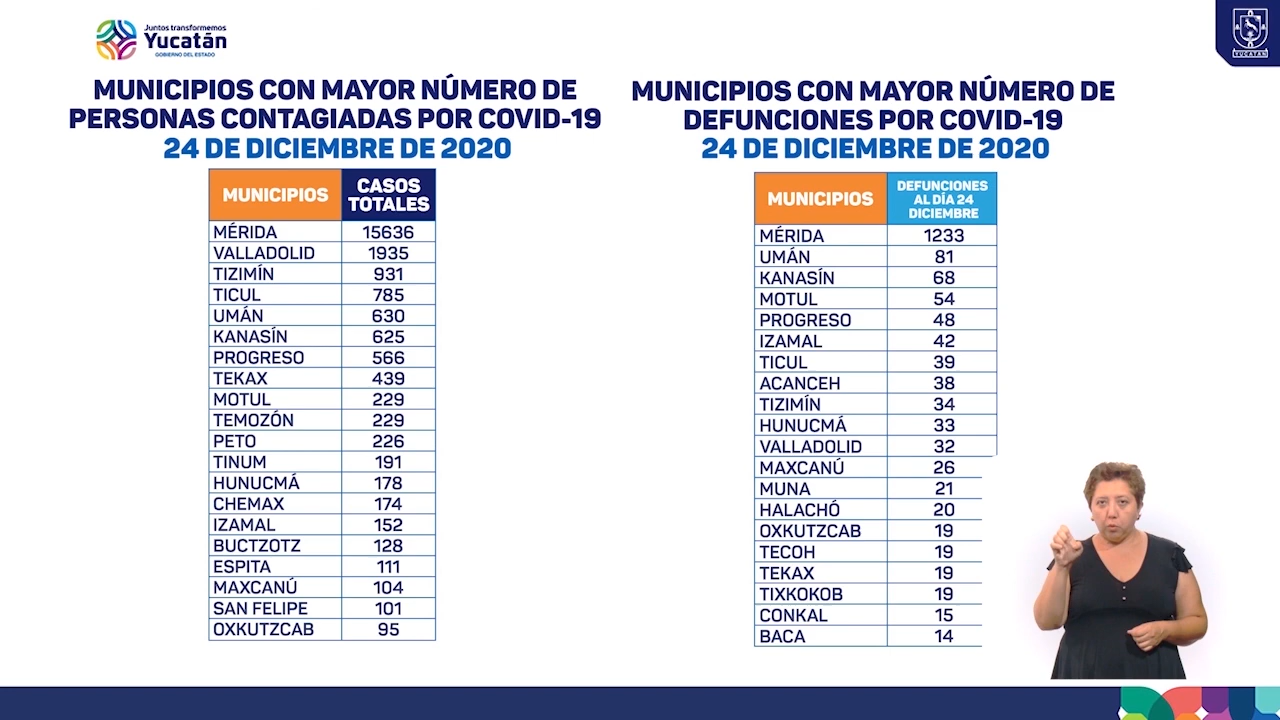 Juntos transformemos
Yucatán
GOBIERNO DEL ESTADO
YUCATÁN
MUNICIPIOS CON MAYOR NÚMERO DE
PERSONAS CONTAGIADAS POR COVID-19
24 DE DICIEMBRE DE 2020
MUNICIPIOS CASOS TOTALES
MÉRIDA 15636
VALLADOLID 1935
TIZIMÍN 931
TICUL 785
UMÁN 630
KANASÍN 625
PROGRESO 566
TEKAX 439
MOTUL 229
TEMOZÓN 229
PETO 226
TINUM 191
HUNUCMÁ 178
CHEMAX 174
IZAMAL 152
BUCTZOTZ 128
ESPITA 111
MAXCANÚ 104
SAN FELIPE 101
OXKUTZCAB 95
MUNICIPIOS CON MAYOR NÚMERO DE
DEFUNCIONES POR COVID-19
24 DE DICIEMBRE DE 2020
MUNICIPIOS DEFUNCIONES AL DÍA 24 DICIEMBRE
MÉRIDA 1233
UMÁN 81
KANASÍN 68
MOTUL 54
PROGRESO 48
IZAMAL 42
TICUL 39
ACANCEH 38
TIZIMÍN 34
HUNUCMÁ 33
VALLADOLID 32
MAXCANÚ 26
MUNA 21
HALACHÓ 20
OXKUTZCAB 19
TECOH 19
TEKAX 19
TIXKOKOB 19
CONKAL 15
BACA 14